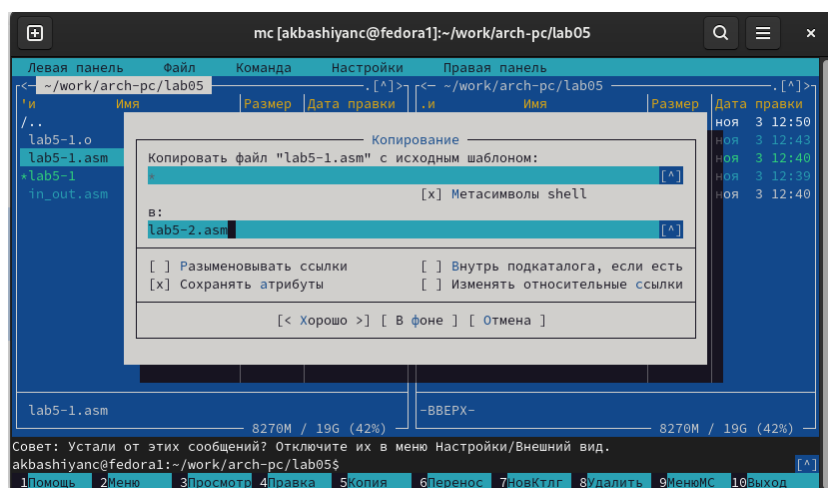 mc [akbashiyanc@fedora1]:~/work/arch-pc/lab05
Левая панель Файл Команда Настройки Правая панель
<— ~/work/arch-pc/lab05 .[^]> <— ~/work/arch-pc/lab05 .[^]>
'и Имя Размер Дата правки .и Имя Размер Дата правки
/.. ноя 3 12:50
lab5-1.o ноя 3 12:43
lab5-1.asm ноя 3 12:40
*lab5-1 ноя 3 12:39
in_out.asm ноя 3 12:40
Копирование
Копировать файл "lab5-1.asm" с исходным шаблоном:
* [^]
[x] Метасимволы shell
в:
lab5-2.asm [^]
[ ] Разыменовывать ссылки [ ] Внутрь подкаталога, если есть
[x] Сохранять атрибуты [ ] Изменять относительные ссылки
[< Хорошо >] [ В фоне ] [ Отмена ]
lab5-1.asm -ВВЕРХ-
8270M / 19G (42%) 8270M / 19G (42%)
Совет: Устали от этих сообщений? Отключите их в меню Настройки/Внешний вид.
akbashiyanc@fedora1:~/work/arch-pc/lab05$ [^]
1Помощь 2Меню 3Просмотр 4Правка 5Копия 6Перенос 7НовКтлг 8Удалить 9МенюMC 10Выход